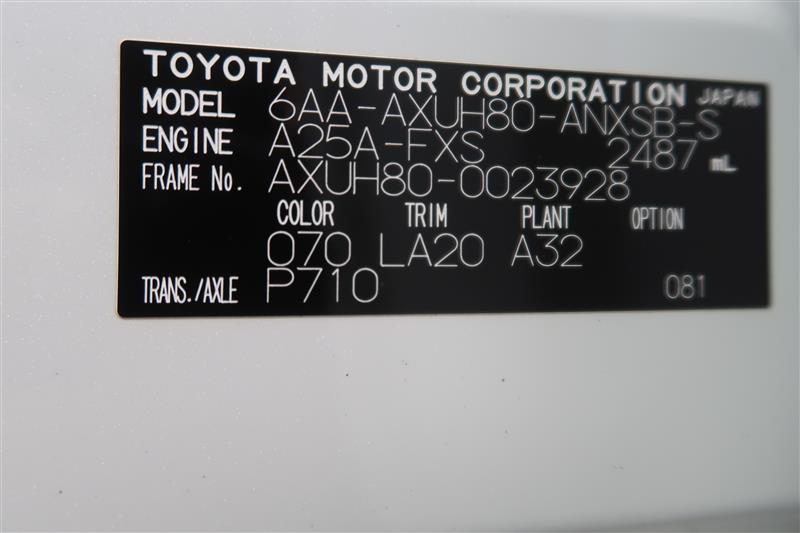 TOYOTA MOTOR CORPORATION JAPAN
MODEL 6AA-AXUH80-ANXSB-S
ENGINE A25A-FXS 2487 mL
FRAME No. AXUH80-0023928
COLOR TRIM PLANT OPTION
070 LA20 A32
TRANS./AXLE P710 081